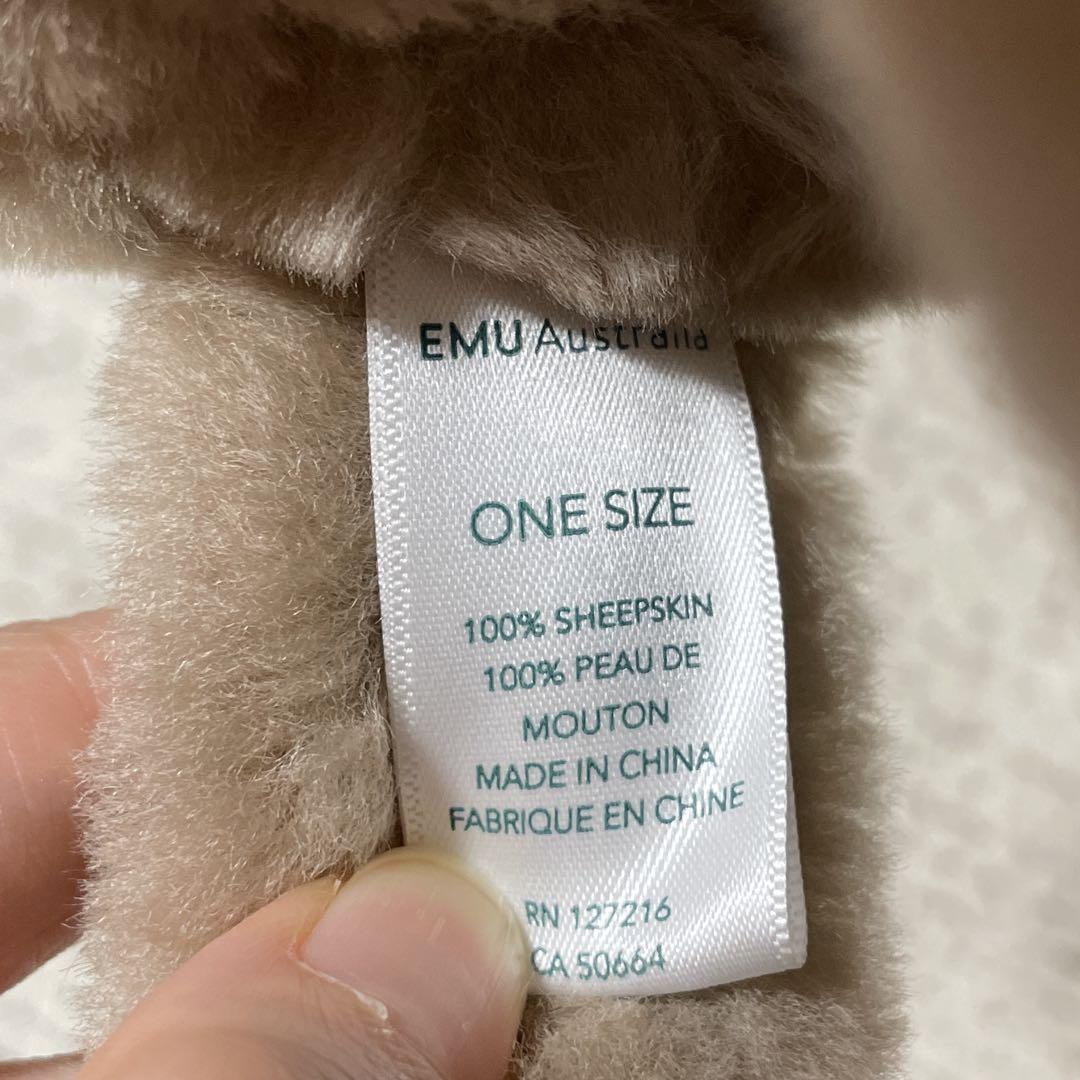 EMU Australia
ONE SIZE
100% SHEEPSKIN
100% PEAU DE
MOUTON
MADE IN CHINA
FABRIQUE EN CHINE
RN 127216
CA 50664